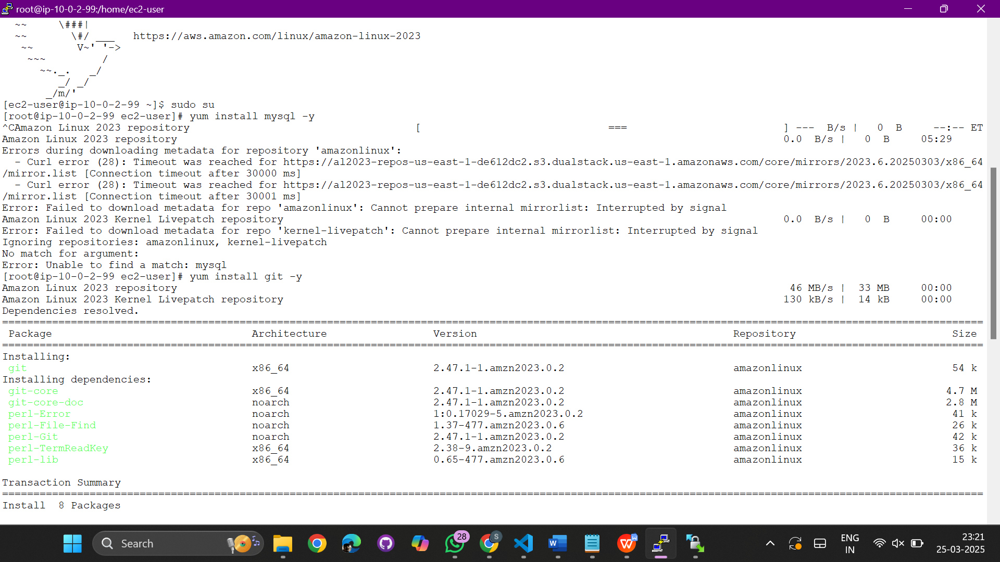 root@ip-10-0-2-99:/home/ec2-user
~~      \###|
~~       \#/ ___   https://aws.amazon.com/linux/amazon-linux-2023
~~       V~' '->
~~~         /
~~._.   _/
_/ _/
_/m/'
[ec2-user@ip-10-0-2-99 ~]$ sudo su
[root@ip-10-0-2-99 ec2-user]# yum install mysql -y
^CAmazon Linux 2023 repository [ === ] --- B/s | 0 B --:-- ET
Amazon Linux 2023 repository 0.0 B/s | 0 B 05:29
Errors during downloading metadata for repository 'amazonlinux':
- Curl error (28): Timeout was reached for https://al2023-repos-us-east-1-de612dc2.s3.dualstack.us-east-1.amazonaws.com/core/mirrors/2023.6.20250303/x86_64
/mirror.list [Connection timeout after 30000 ms]
- Curl error (28): Timeout was reached for https://al2023-repos-us-east-1-de612dc2.s3.dualstack.us-east-1.amazonaws.com/core/mirrors/2023.6.20250303/x86_64
/mirror.list [Connection timeout after 30001 ms]
Error: Failed to download metadata for repo 'amazonlinux': Cannot prepare internal mirrorlist: Interrupted by signal
Amazon Linux 2023 Kernel Livepatch repository 0.0 B/s | 0 B 00:00
Error: Failed to download metadata for repo 'kernel-livepatch': Cannot prepare internal mirrorlist: Interrupted by signal
Ignoring repositories: amazonlinux, kernel-livepatch
No match for argument:
Error: Unable to find a match: mysql
[root@ip-10-0-2-99 ec2-user]# yum install git -y
Amazon Linux 2023 repository 46 MB/s | 33 MB 00:00
Amazon Linux 2023 Kernel Livepatch repository 130 kB/s | 14 kB 00:00
Dependencies resolved.
Package Architecture Version Repository Size
Installing:
git x86_64 2.47.1-1.amzn2023.0.2 amazonlinux 54 k
Installing dependencies:
git-core x86_64 2.47.1-1.amzn2023.0.2 amazonlinux 4.7 M
git-core-doc noarch 2.47.1-1.amzn2023.0.2 amazonlinux 2.8 M
perl-Error noarch 1:0.17029-5.amzn2023.0.2 amazonlinux 41 k
perl-File-Find noarch 1.37-477.amzn2023.0.6 amazonlinux 26 k
perl-Git noarch 2.47.1-1.amzn2023.0.2 amazonlinux 42 k
perl-TermReadKey x86_64 2.38-9.amzn2023.0.2 amazonlinux 36 k
perl-lib x86_64 0.65-477.amzn2023.0.6 amazonlinux 15 k
Transaction Summary
Install 8 Packages
Search
28
S
ENG
IN
23:21
25-03-2025